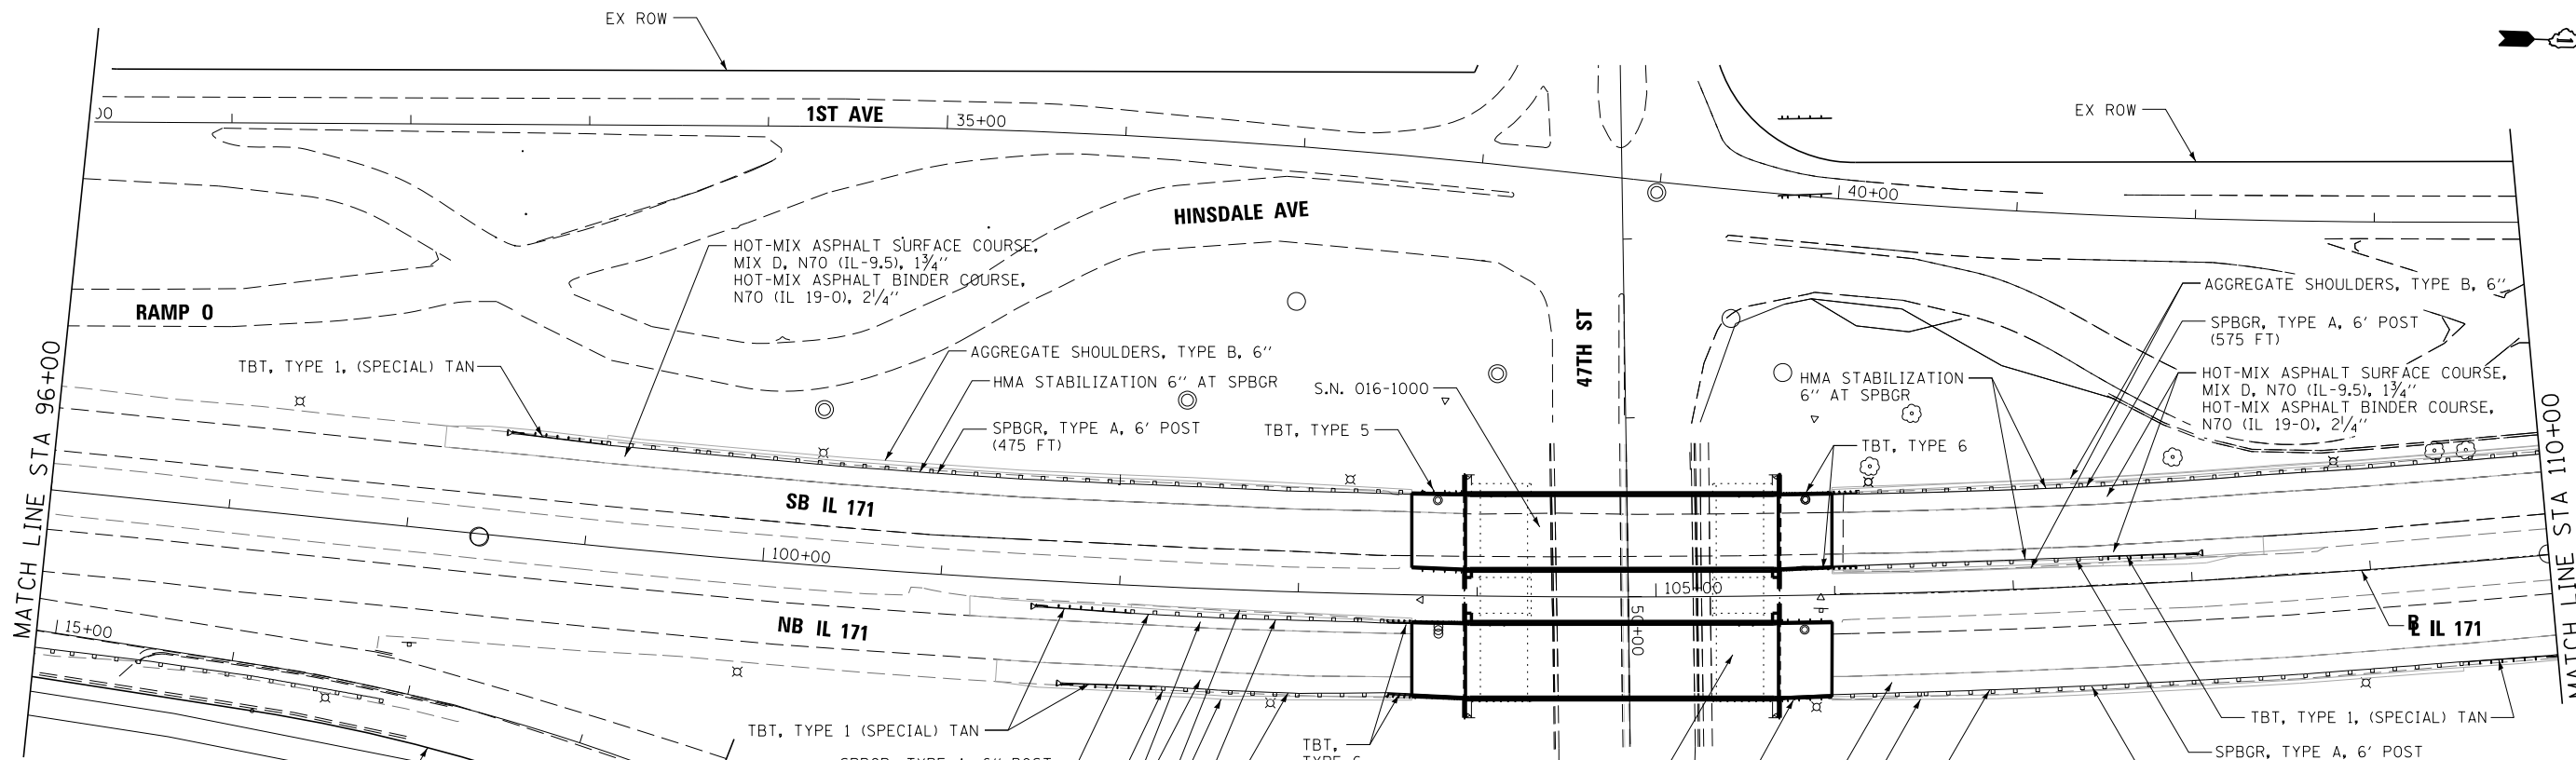 EX ROW
1ST AVE
35+00
EX ROW
40+00
HINSDALE AVE
HOT-MIX ASPHALT SURFACE COURSE,
MIX D, N70 (IL-9.5), 1¾"
HOT-MIX ASPHALT BINDER COURSE,
N70 (IL 19-0), 2¼"
RAMP O
47TH ST
AGGREGATE SHOULDERS, TYPE B, 6"
SPBGR, TYPE A, 6' POST
(575 FT)
TBT, TYPE 1, (SPECIAL) TAN
AGGREGATE SHOULDERS, TYPE B, 6"
HMA STABILIZATION 6" AT SPBGR
S.N. 016-1000
HMA STABILIZATION
6" AT SPBGR
HOT-MIX ASPHALT SURFACE COURSE,
MIX D, N70 (IL-9.5), 1¾"
HOT-MIX ASPHALT BINDER COURSE,
N70 (IL 19-0), 2¼"
SPBGR, TYPE A, 6' POST
(475 FT)
TBT, TYPE 5
TBT, TYPE 6
MATCH LINE STA 96+00
MATCH LINE STA 110+00
SB IL 171
100+00
105+00
50+00
15+00
NB IL 171
IL 171
TBT, TYPE 1, (SPECIAL) TAN
TBT, TYPE 1 (SPECIAL) TAN
TBT,
TYPE 6
SPBGR, TYPE A, 6' POST